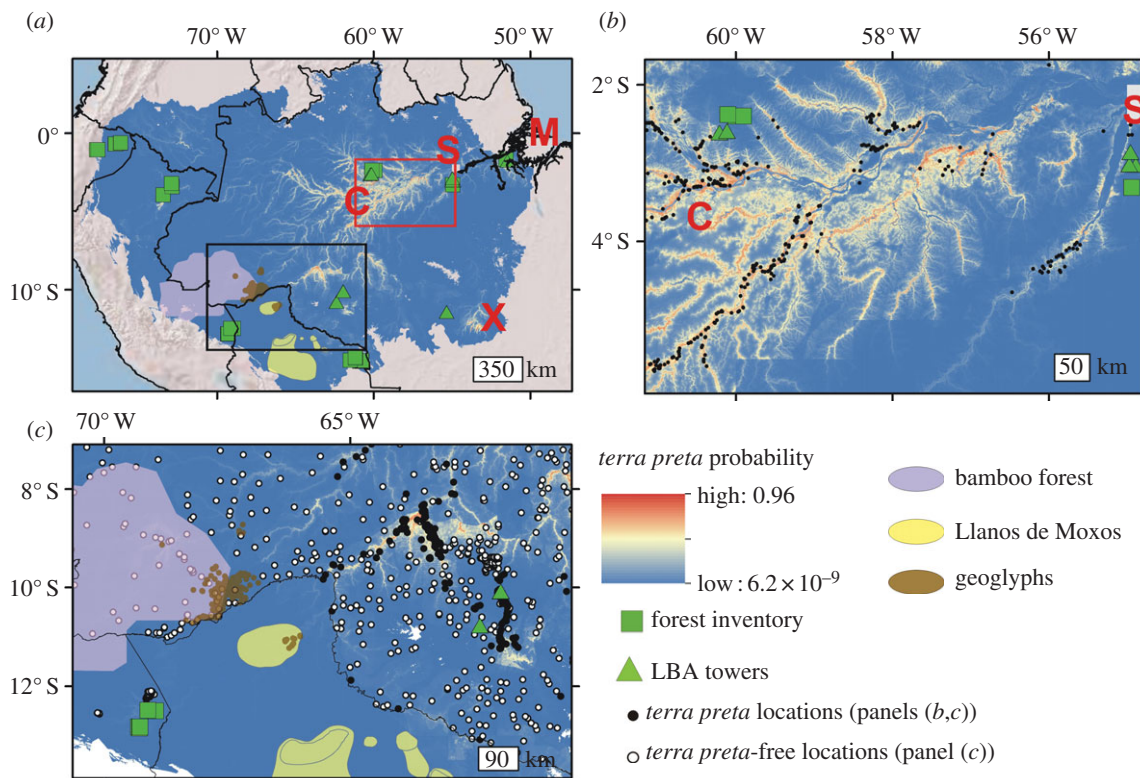 (a)
70° W 60° W 50° W
0°
10° S
M
S
C
X
350 km
(b)
60° W 58° W 56° W
2° S
4° S
S
C
50 km
(c)
70° W 65° W
8° S
10° S
12° S
90 km
terra preta probability
high: 0.96
low : 6.2 × 10⁻⁹
forest inventory
LBA towers
terra preta locations (panels (b,c))
terra preta-free locations (panel (c))
bamboo forest
Llanos de Moxos
geoglyphs